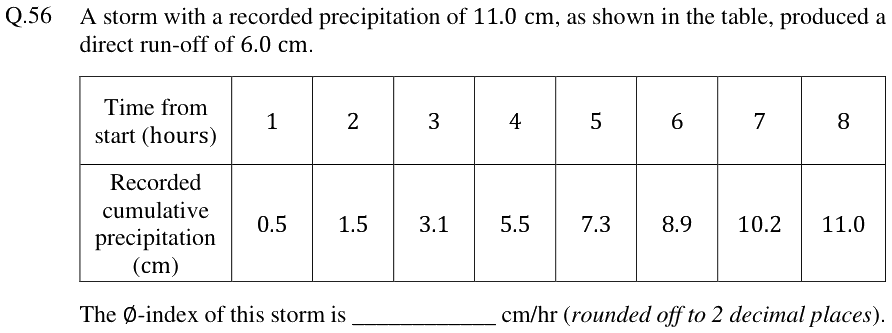 Q.56 A storm with a recorded precipitation of 11.0 cm, as shown in the table, produced a
direct run-off of 6.0 cm.
Time from
start (hours) 1 2 3 4 5 6 7 8
Recorded
cumulative
precipitation
(cm) 0.5 1.5 3.1 5.5 7.3 8.9 10.2 11.0
The Ø-index of this storm is ____________ cm/hr (rounded off to 2 decimal places).